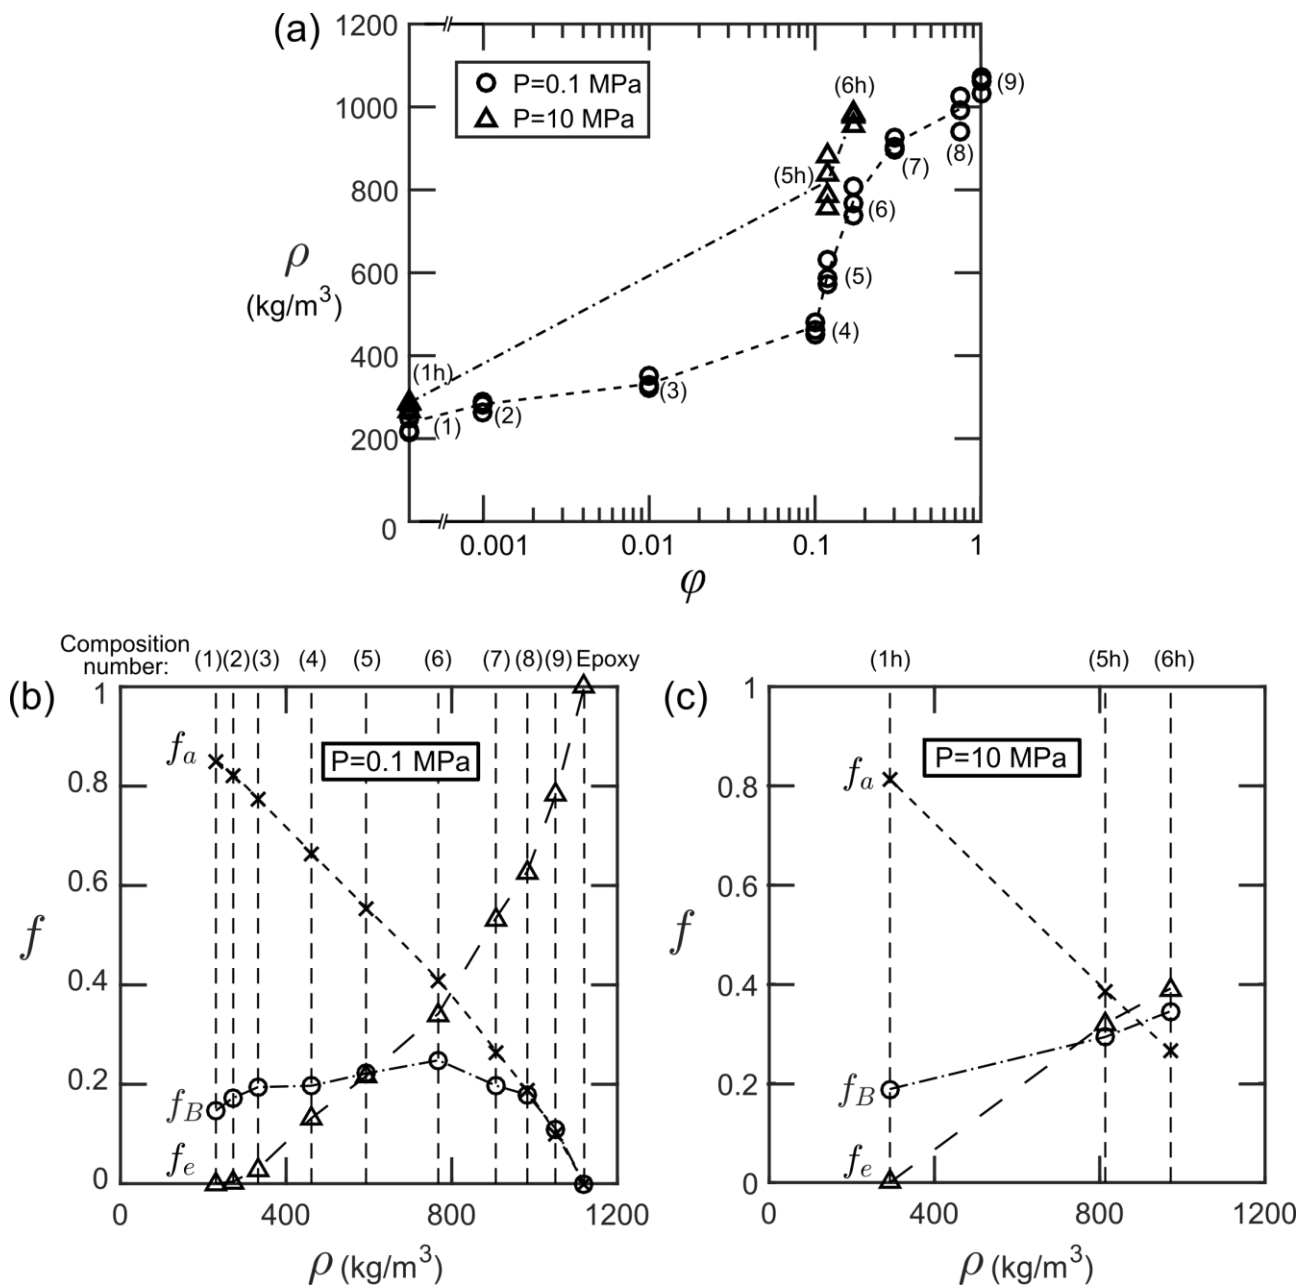 (a)
1200
1000
800
600
400
200
0
ρ
(kg/m³)
P=0.1 MPa
P=10 MPa
(1h)
(1)
(2)
(3)
(4)
(5)
(5h)
(6)
(6h)
(7)
(8)
(9)
0.001 0.01 0.1 1
φ
Composition
number:
(1) (2) (3) (4) (5) (6) (7) (8) (9) Epoxy
(b)
1
0.8
0.6
0.4
0.2
0
f
P=0.1 MPa
fₐ
f_B
fₑ
0 400 800 1200
ρ (kg/m³)
(1h) (5h) (6h)
(c)
1
0.8
0.6
0.4
0.2
0
f
P=10 MPa
fₐ
f_B
fₑ
0 400 800 1200
ρ (kg/m³)